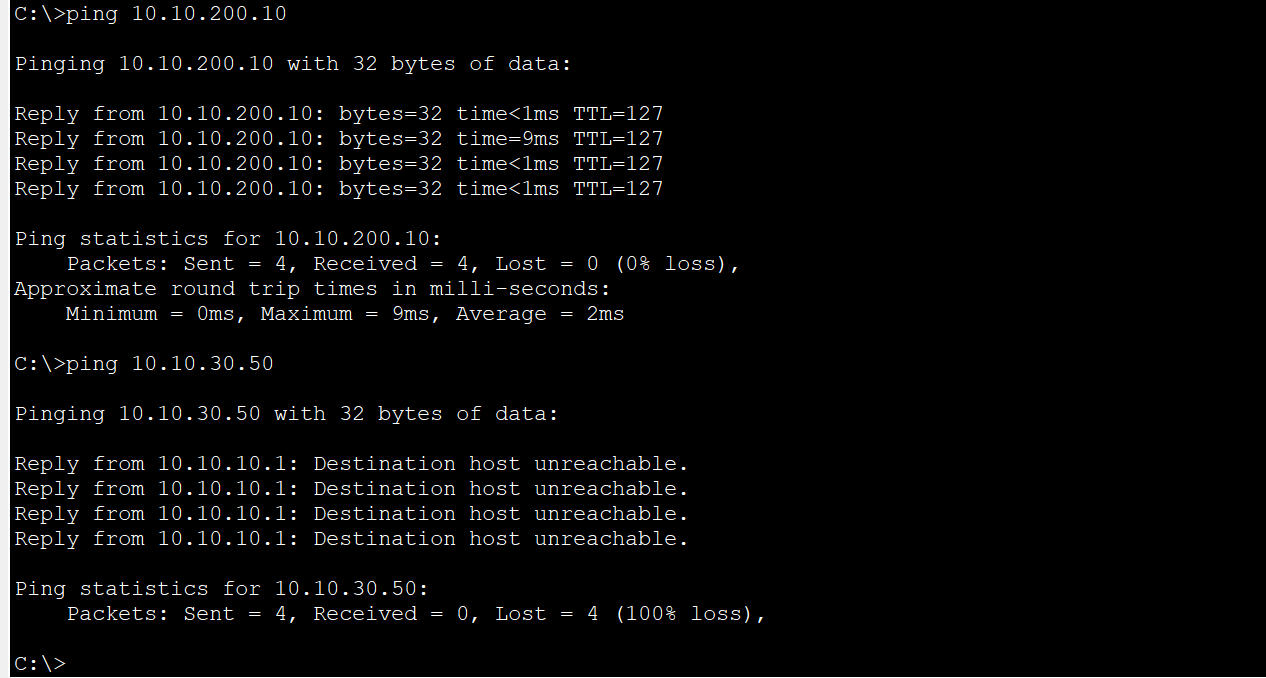 C:\>ping 10.10.200.10
Pinging 10.10.200.10 with 32 bytes of data:
Reply from 10.10.200.10: bytes=32 time<1ms TTL=127
Reply from 10.10.200.10: bytes=32 time=9ms TTL=127
Reply from 10.10.200.10: bytes=32 time<1ms TTL=127
Reply from 10.10.200.10: bytes=32 time<1ms TTL=127
Ping statistics for 10.10.200.10:
    Packets: Sent = 4, Received = 4, Lost = 0 (0% loss),
Approximate round trip times in milli-seconds:
    Minimum = 0ms, Maximum = 9ms, Average = 2ms
C:\>ping 10.10.30.50
Pinging 10.10.30.50 with 32 bytes of data:
Reply from 10.10.10.1: Destination host unreachable.
Reply from 10.10.10.1: Destination host unreachable.
Reply from 10.10.10.1: Destination host unreachable.
Reply from 10.10.10.1: Destination host unreachable.
Ping statistics for 10.10.30.50:
    Packets: Sent = 4, Received = 0, Lost = 4 (100% loss),
C:\>